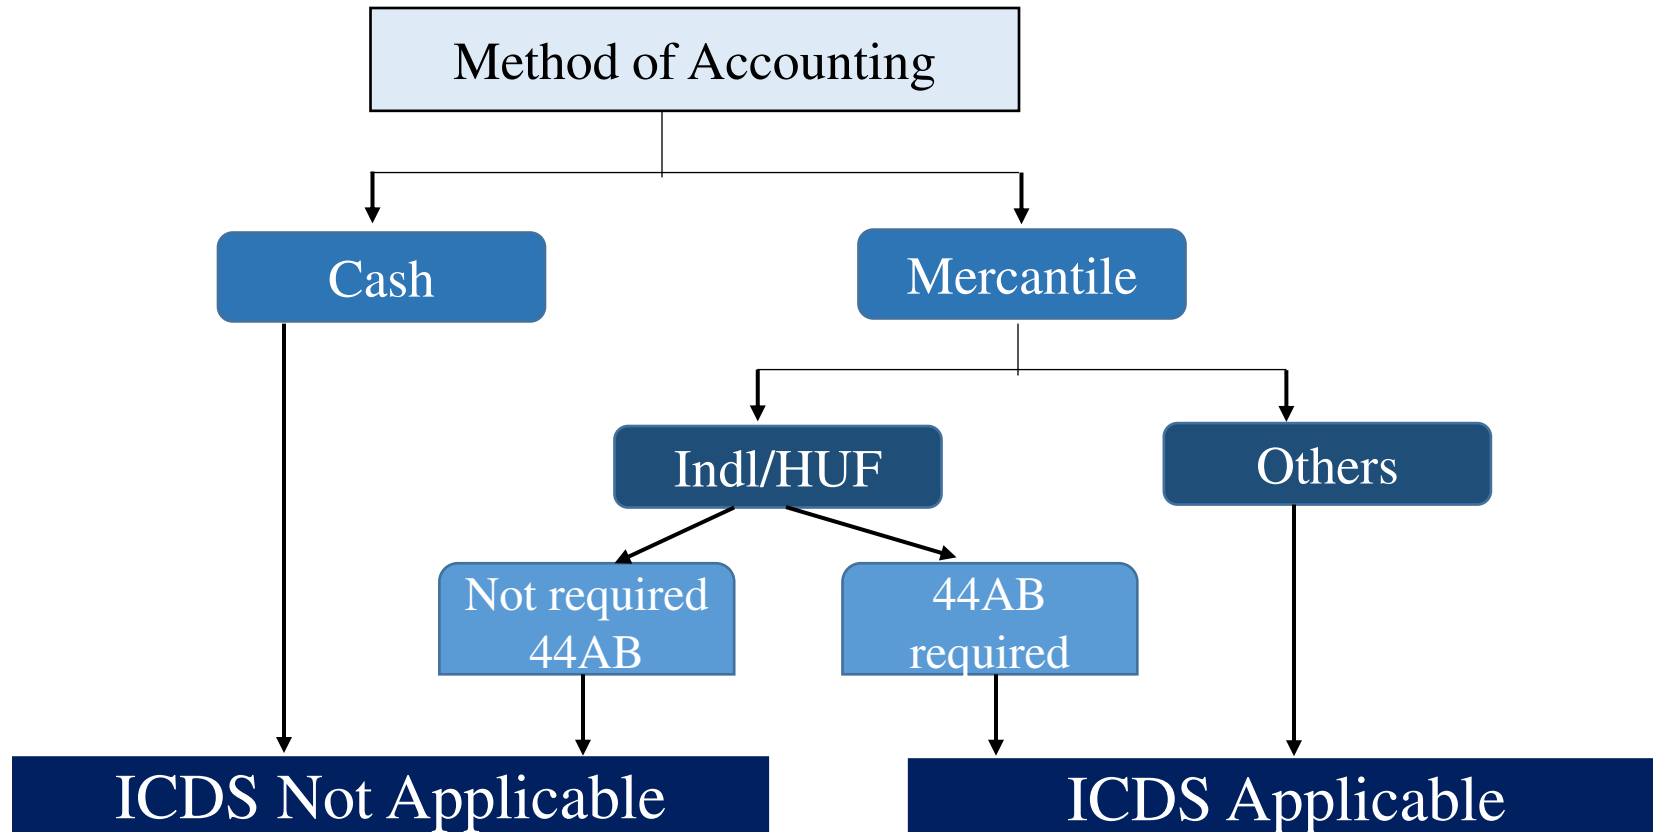 Method of Accounting
Cash
Mercantile
Indl/HUF
Others
Not required
44AB
44AB
required
ICDS Not Applicable
ICDS Applicable